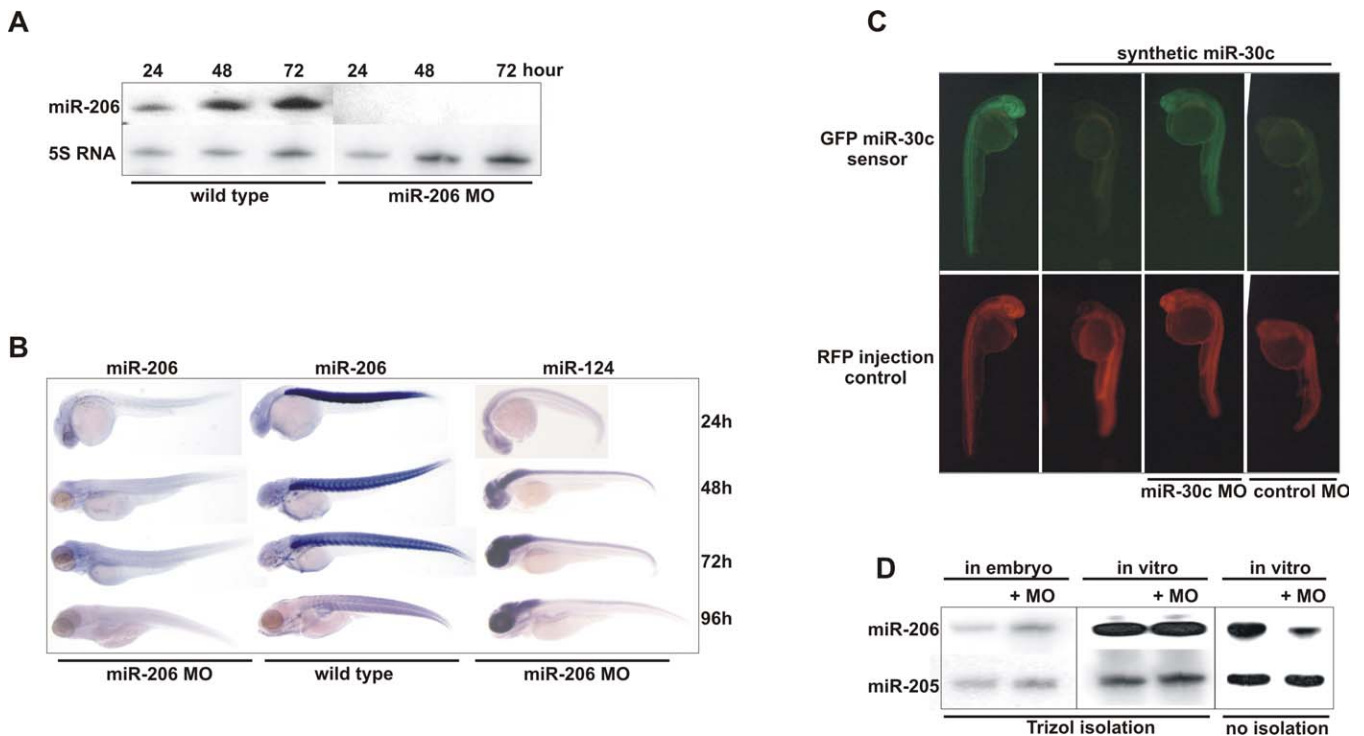 A
24 48 72 24 48 72 hour
miR-206
5S RNA
wild type miR-206 MO
B
miR-206 miR-206 miR-124
24h
48h
72h
96h
miR-206 MO wild type miR-206 MO
C
synthetic miR-30c
GFP miR-30c
sensor
RFP injection
control
miR-30c MO control MO
D
in embryo in vitro in vitro
+ MO + MO + MO
miR-206
miR-205
Trizol isolation no isolation